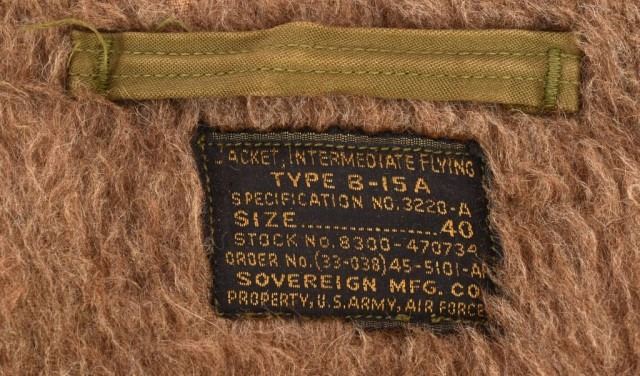 JACKET, INTERMEDIATE FLYING
TYPE B-15A
SPECIFICATION NO. 3220-A
SIZE............40
STOCK No. 8300-470734
ORDER No. (33-038)45-5101-AF
SOVEREIGN MFG. CO.
PROPERTY, U.S. ARMY, AIR FORCE